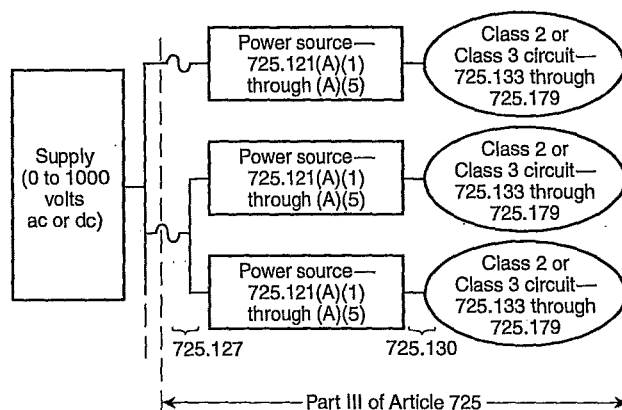 Power source—
725.121(A)(1)
through (A)(5)
Class 2 or
Class 3 circuit—
725.133 through
725.179
Supply
(0 to 1000
volts
ac or dc)
Power source—
725.121(A)(1)
through (A)(5)
Class 2 or
Class 3 circuit—
725.133 through
725.179
Power source—
725.121(A)(1)
through (A)(5)
Class 2 or
Class 3 circuit—
725.133 through
725.179
725.127
725.130
Part III of Article 725